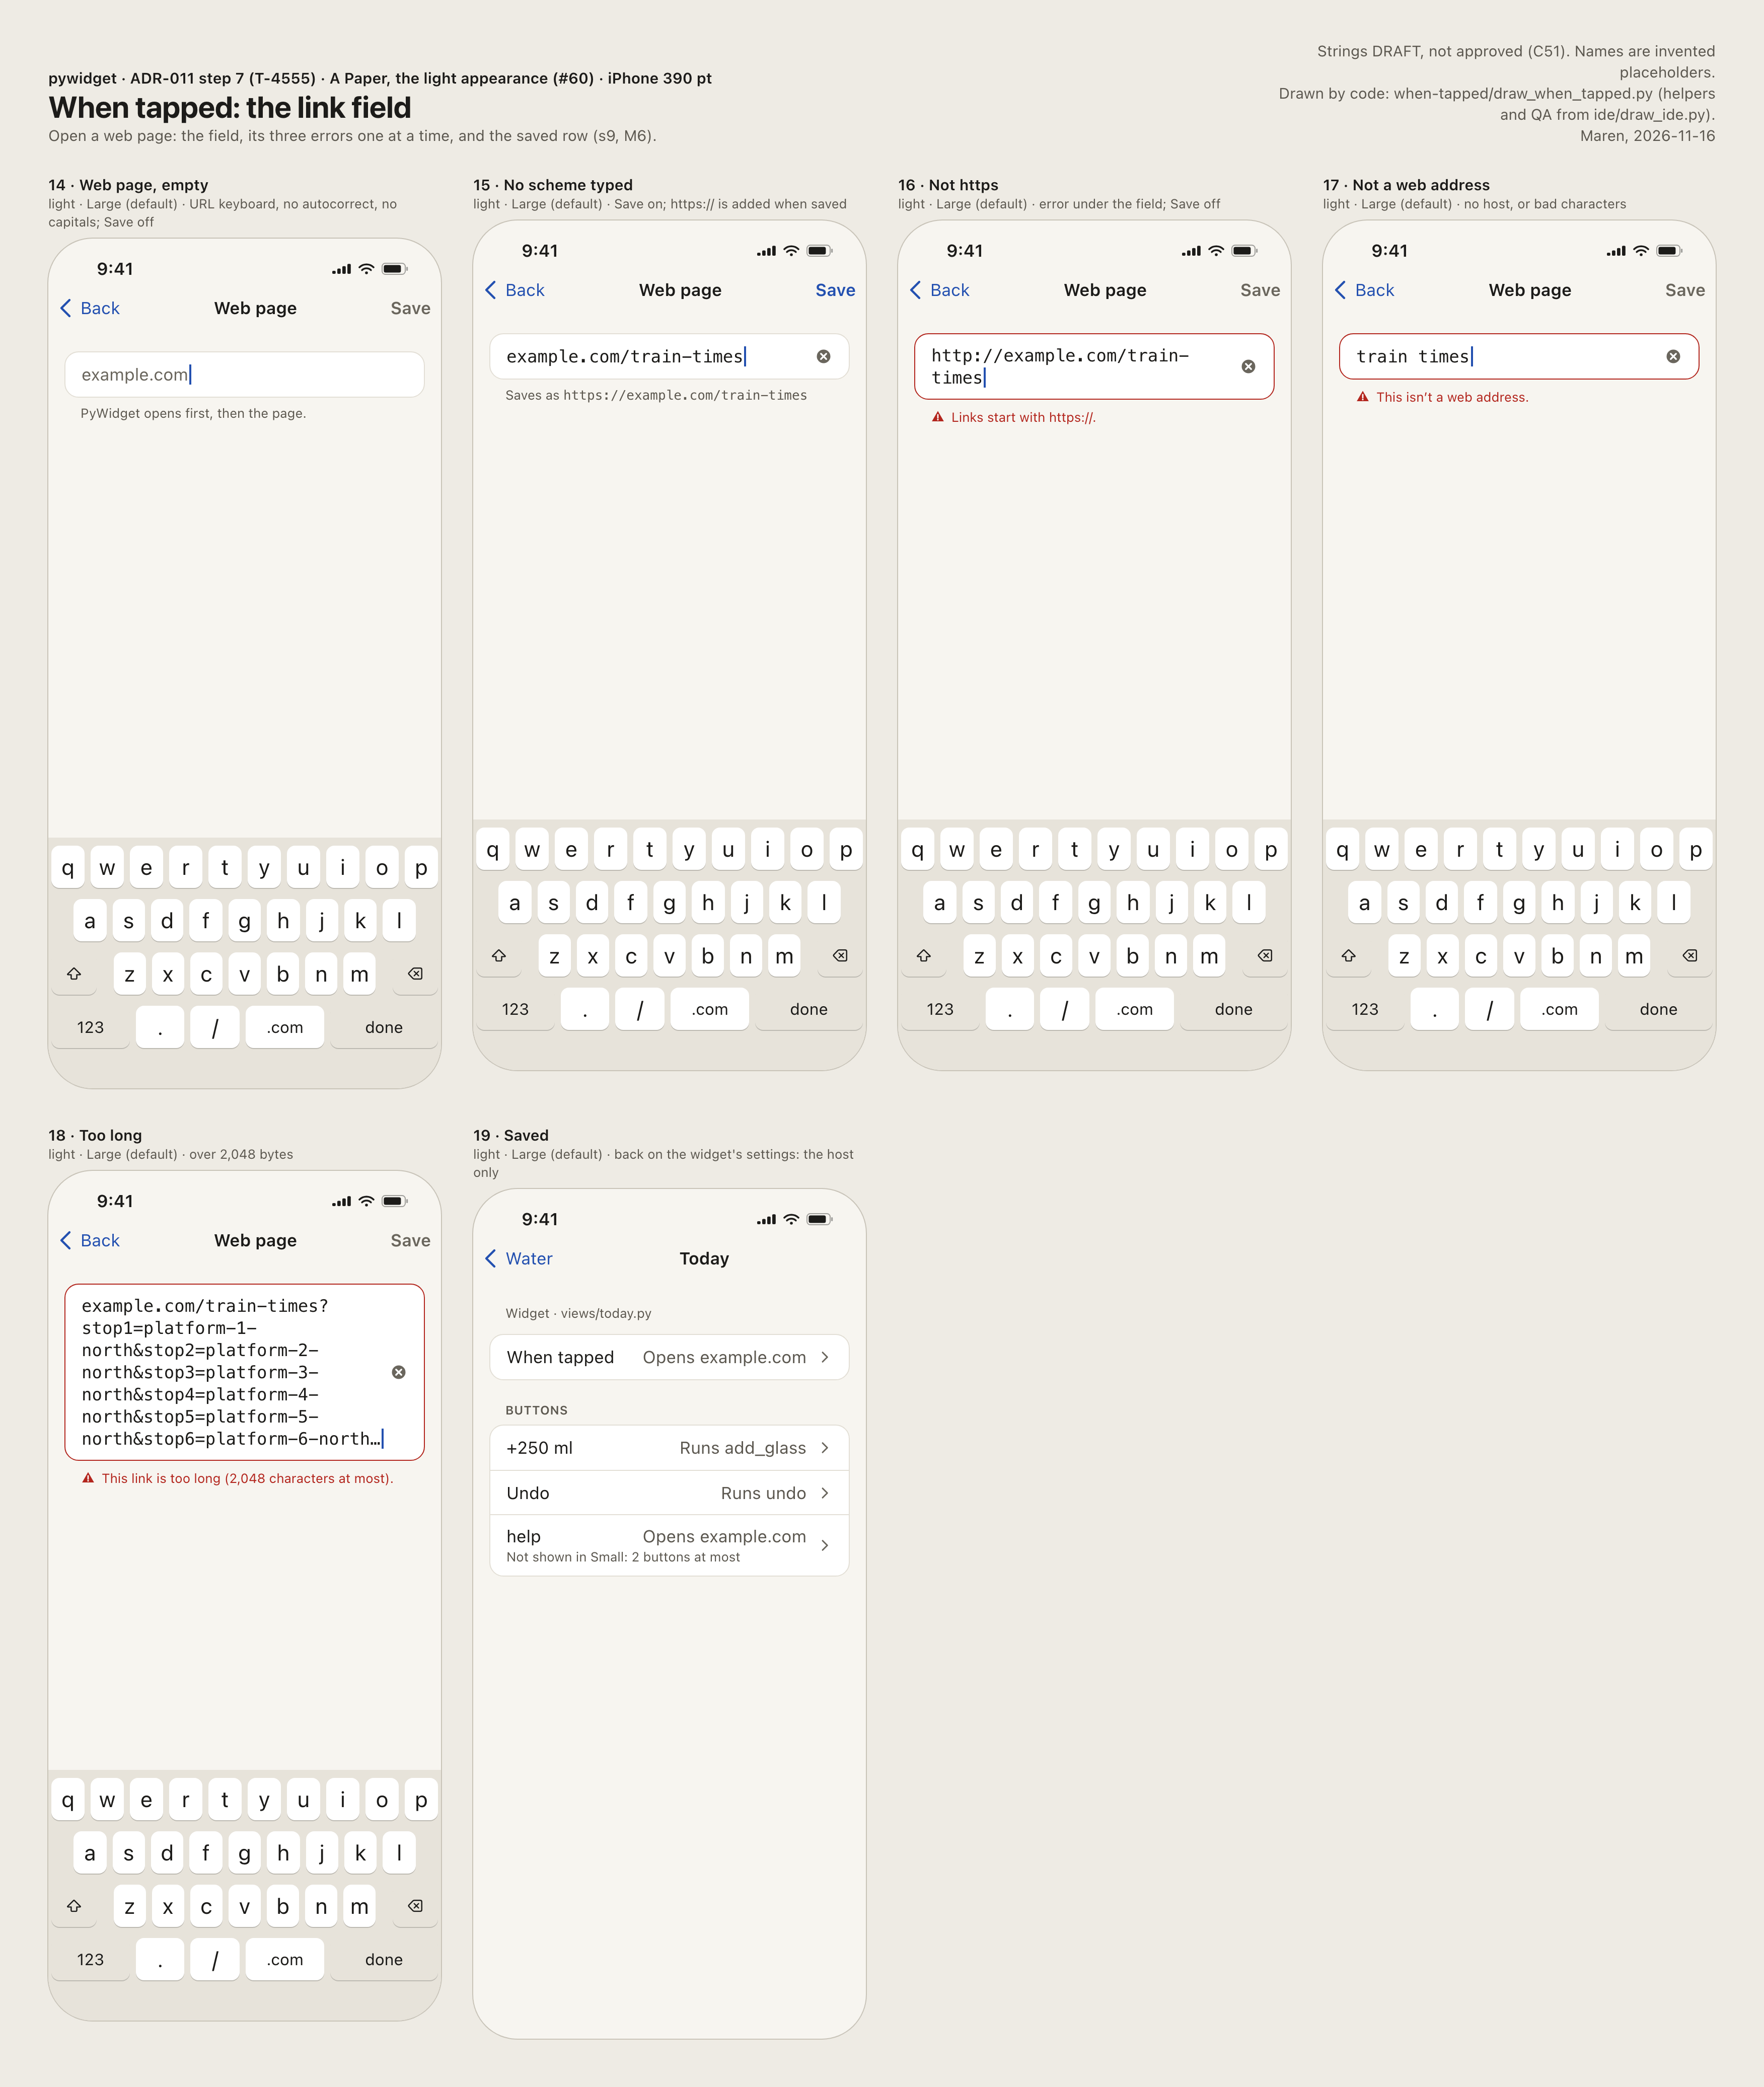 pywidget · ADR-011 step 7 (T-4555) · A Paper, the light appearance (#60) · iPhone 390 pt
When tapped: the link field
Open a web page: the field, its three errors one at a time, and the saved row (s9, M6).
Strings DRAFT, not approved (C51). Names are invented
placeholders.
Drawn by code: when-tapped/draw_when_tapped.py (helpers
and QA from ide/draw_ide.py).
Maren, 2026-11-16
14 · Web page, empty
light · Large (default) · URL keyboard, no autocorrect, no
capitals; Save off
9:41
Back Web page Save
example.com
PyWidget opens first, then the page.
q w e r t y u i o p
a s d f g h j k l
z x c v b n m
123 . / .com done
15 · No scheme typed
light · Large (default) · Save on; https:// is added when saved
9:41
Back Web page Save
example.com/train-times
Saves as https://example.com/train-times
q w e r t y u i o p
a s d f g h j k l
z x c v b n m
123 . / .com done
16 · Not https
light · Large (default) · error under the field; Save off
9:41
Back Web page Save
http://example.com/train-
times
Links start with https://.
q w e r t y u i o p
a s d f g h j k l
z x c v b n m
123 . / .com done
17 · Not a web address
light · Large (default) · no host, or bad characters
9:41
Back Web page Save
train times
This isn’t a web address.
q w e r t y u i o p
a s d f g h j k l
z x c v b n m
123 . / .com done
18 · Too long
light · Large (default) · over 2,048 bytes
9:41
Back Web page Save
example.com/train-times?
stop1=platform-1-
north&stop2=platform-2-
north&stop3=platform-3-
north&stop4=platform-4-
north&stop5=platform-5-
north&stop6=platform-6-north…
This link is too long (2,048 characters at most).
q w e r t y u i o p
a s d f g h j k l
z x c v b n m
123 . / .com done
19 · Saved
light · Large (default) · back on the widget's settings: the host
only
9:41
Water Today
Widget · views/today.py
When tapped Opens example.com
BUTTONS
+250 ml Runs add_glass
Undo Runs undo
help Opens example.com
Not shown in Small: 2 buttons at most